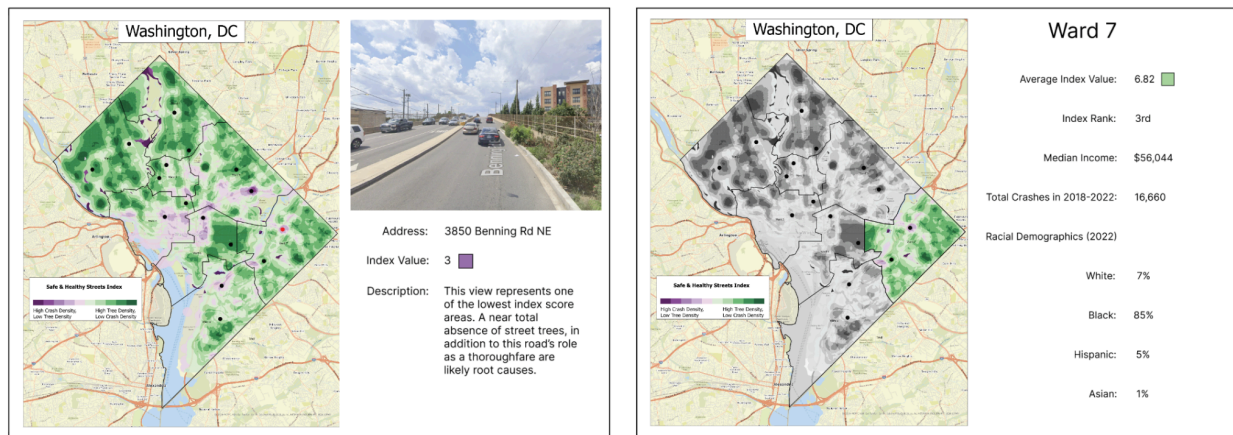 Washington, DC
Arlington
Safe & Healthy Streets Index
High Crash Density,
Low Tree Density
High Tree Density,
Low Crash Density
Benning Rd
Address: 3850 Benning Rd NE
Index Value: 3
Description: This view represents
one of the lowest index score
areas. A near total
absence of street trees, in
addition to this road's role
as a thoroughfare are
likely root causes.
Washington, DC
Arlington
Safe & Healthy Streets Index
High Crash Density,
Low Tree Density
High Tree Density,
Low Crash Density
Ward 7
Average Index Value: 6.82
Index Rank: 3rd
Median Income: $56,044
Total Crashes in 2018-2022: 16,660
Racial Demographics (2022)
White: 7%
Black: 85%
Hispanic: 5%
Asian: 1%